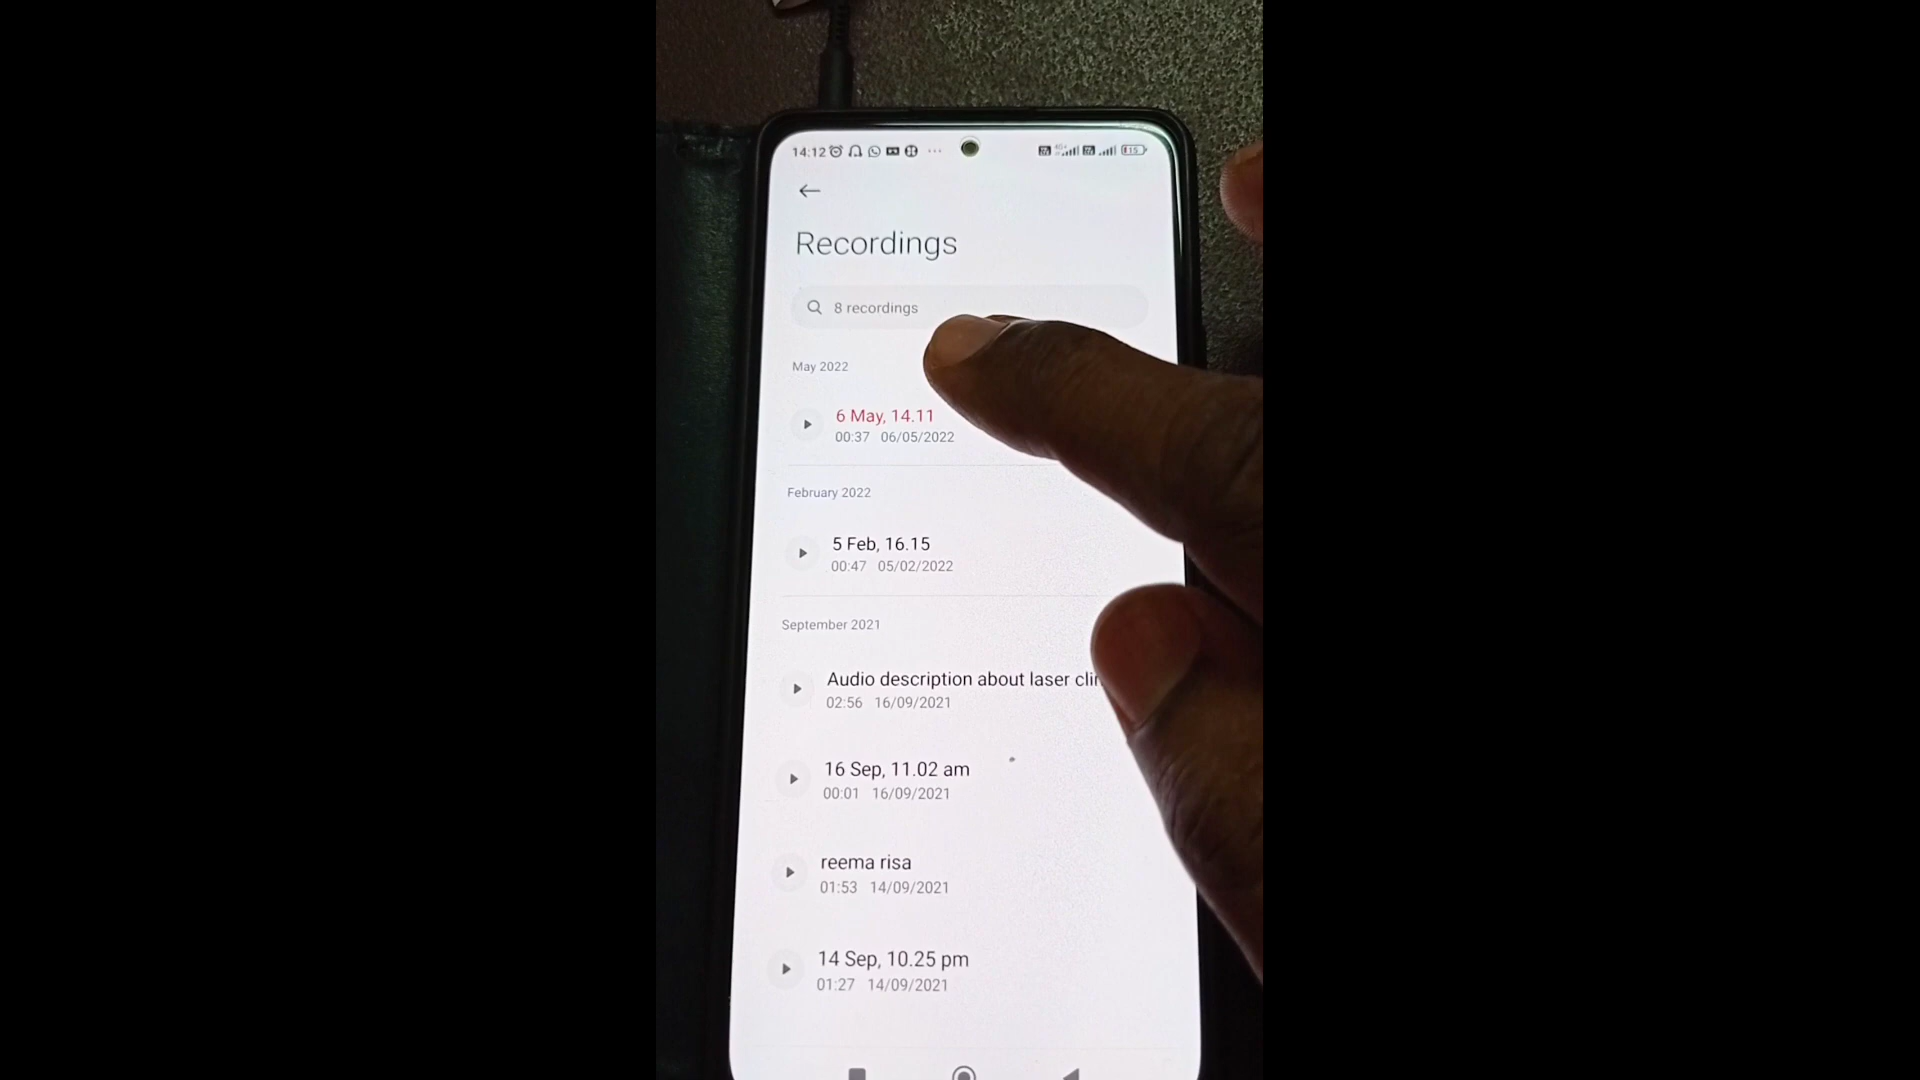 14:12
15
Recordings
8 recordings
May 2022
6 May, 14.11
00:37 06/05/2022
February 2022
5 Feb, 16.15
00:47 05/02/2022
September 2021
Audio description about laser
02:56 16/09/2021
16 Sep, 11.02 am
00:01 16/09/2021
reema risa
01:53 14/09/2021
14 Sep, 10.25 pm
01:27 14/09/2021